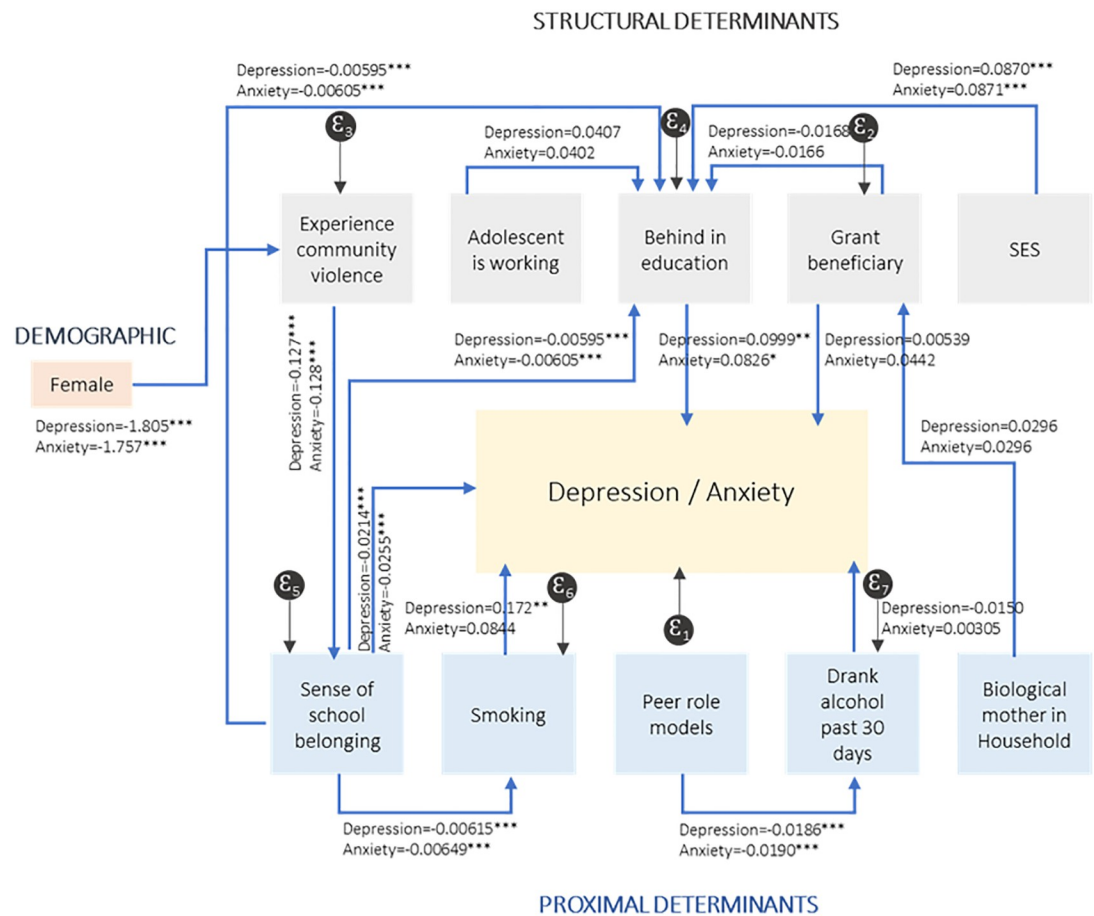 STRUCTURAL DETERMINANTS
Depression=-0.00595***
Anxiety=-0.00605***
Depression=0.0870***
Anxiety=0.0871***
ε3
ε4
ε2
Depression=0.0407
Anxiety=0.0402
Depression=-0.0168
Anxiety=-0.0166
Experience
community
violence
Adolescent
is working
Behind in
education
Grant
beneficiary
SES
DEMOGRAPHIC
Female
Depression=-1.805***
Anxiety=-1.757***
Depression=-0.127***
Anxiety=-0.128***
Depression=-0.00595***
Anxiety=-0.00605***
Depression=0.0999**
Anxiety=0.0826*
Depression=0.00539
Anxiety=0.0442
Depression=0.0296
Anxiety=0.0296
Depression / Anxiety
Depression=-0.0214***
Anxiety=-0.0255***
ε5
ε6
ε7
Depression=0.172**
Anxiety=0.0844
ε1
Depression=-0.0150
Anxiety=0.00305
Sense of
school
belonging
Smoking
Peer role
models
Drank
alcohol
past 30
days
Biological
mother in
Household
Depression=-0.00615***
Anxiety=-0.00649***
Depression=-0.0186***
Anxiety=-0.0190***
PROXIMAL DETERMINANTS